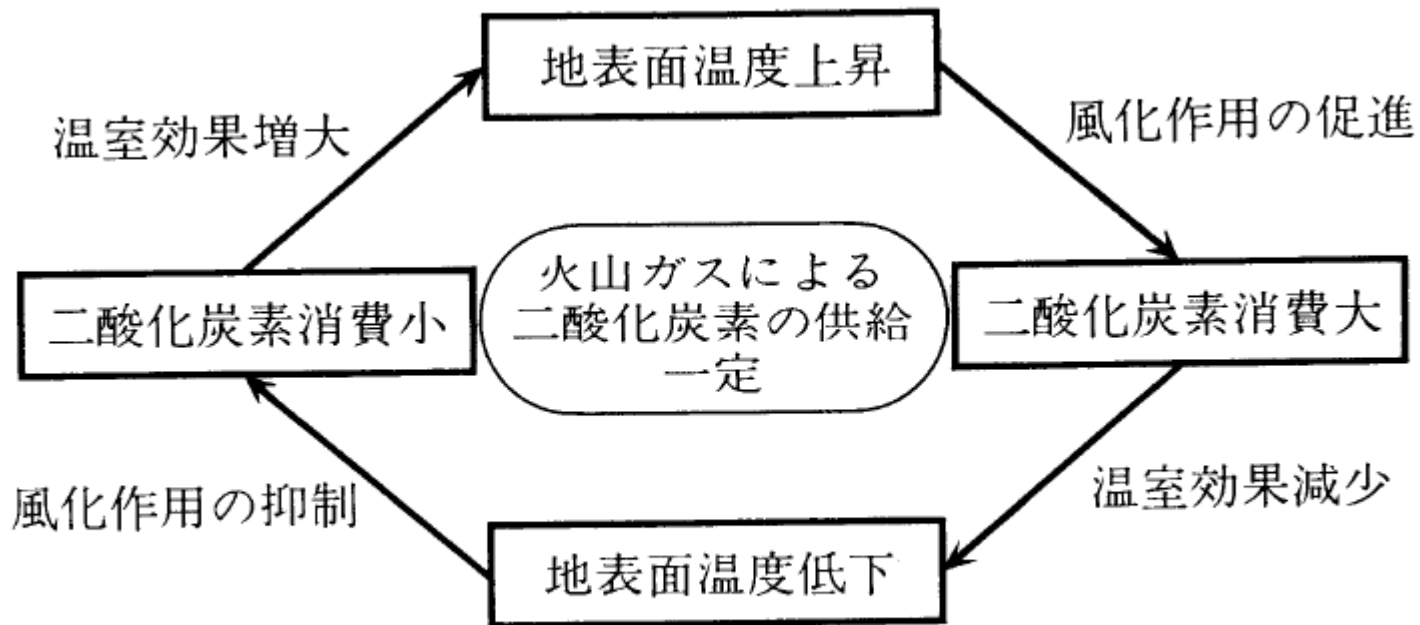 地表面温度上昇
温室効果増大
風化作用の促進
火山ガスによる
二酸化炭素消費小
二酸化炭素の供給
二酸化炭素消費大
一定
風化作用の抑制
温室効果減少
地表面温度低下